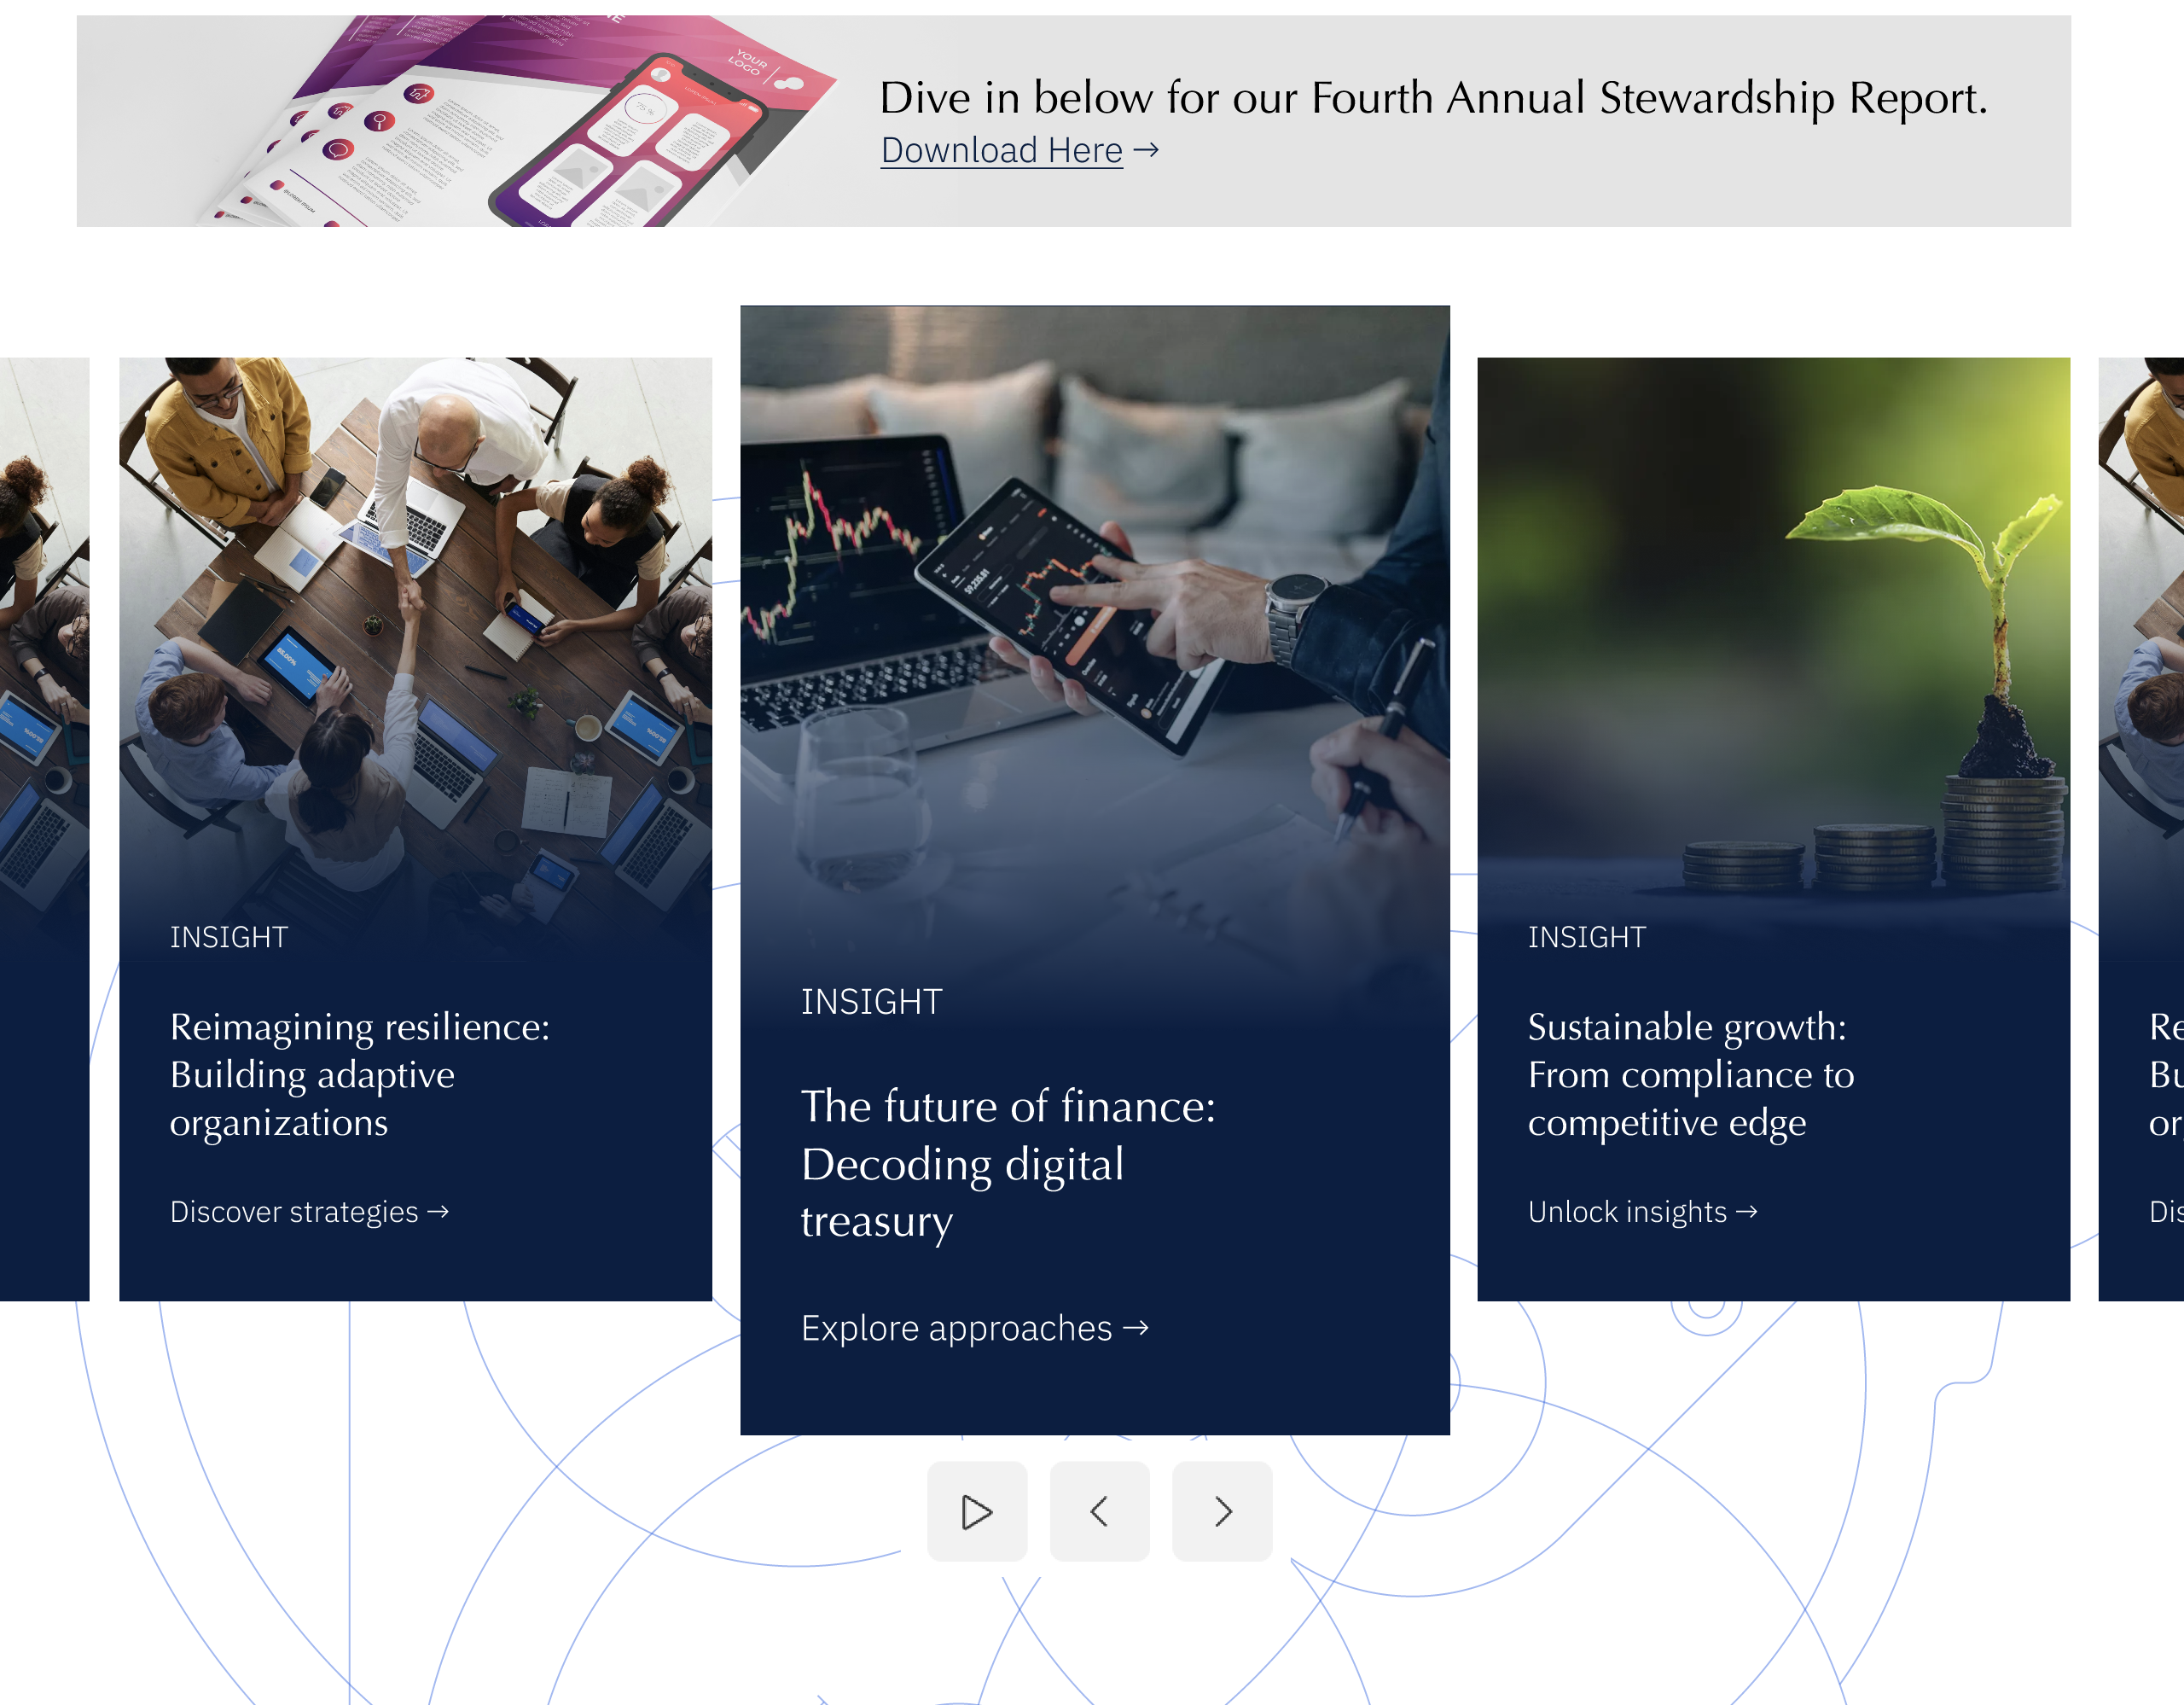 YOUR
LOGO
Dive in below for our Fourth Annual Stewardship Report.
Download Here →
INSIGHT
Reimagining resilience:
Building adaptive
organizations
Discover strategies →
INSIGHT
The future of finance:
Decoding digital
treasury
Explore approaches →
INSIGHT
Sustainable growth:
From compliance to
competitive edge
Unlock insights →
Re
Bu
or
Dis